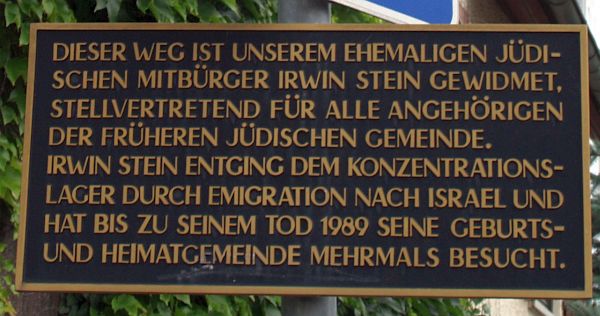 DIESER WEG IST UNSEREM EHEMALIGEN JÜDI-
SCHEN MITBÜRGER IRWIN STEIN GEWIDMET,
STELLVERTRETEND FÜR ALLE ANGEHÖRIGEN
DER FRÜHEREN JÜDISCHEN GEMEINDE.
IRWIN STEIN ENTGING DEM KONZENTRATIONS-
LAGER DURCH EMIGRATION NACH ISRAEL UND
HAT BIS ZU SEINEM TOD 1989 SEINE GEBURTS-
UND HEIMATGEMEINDE MEHRMALS BESUCHT.